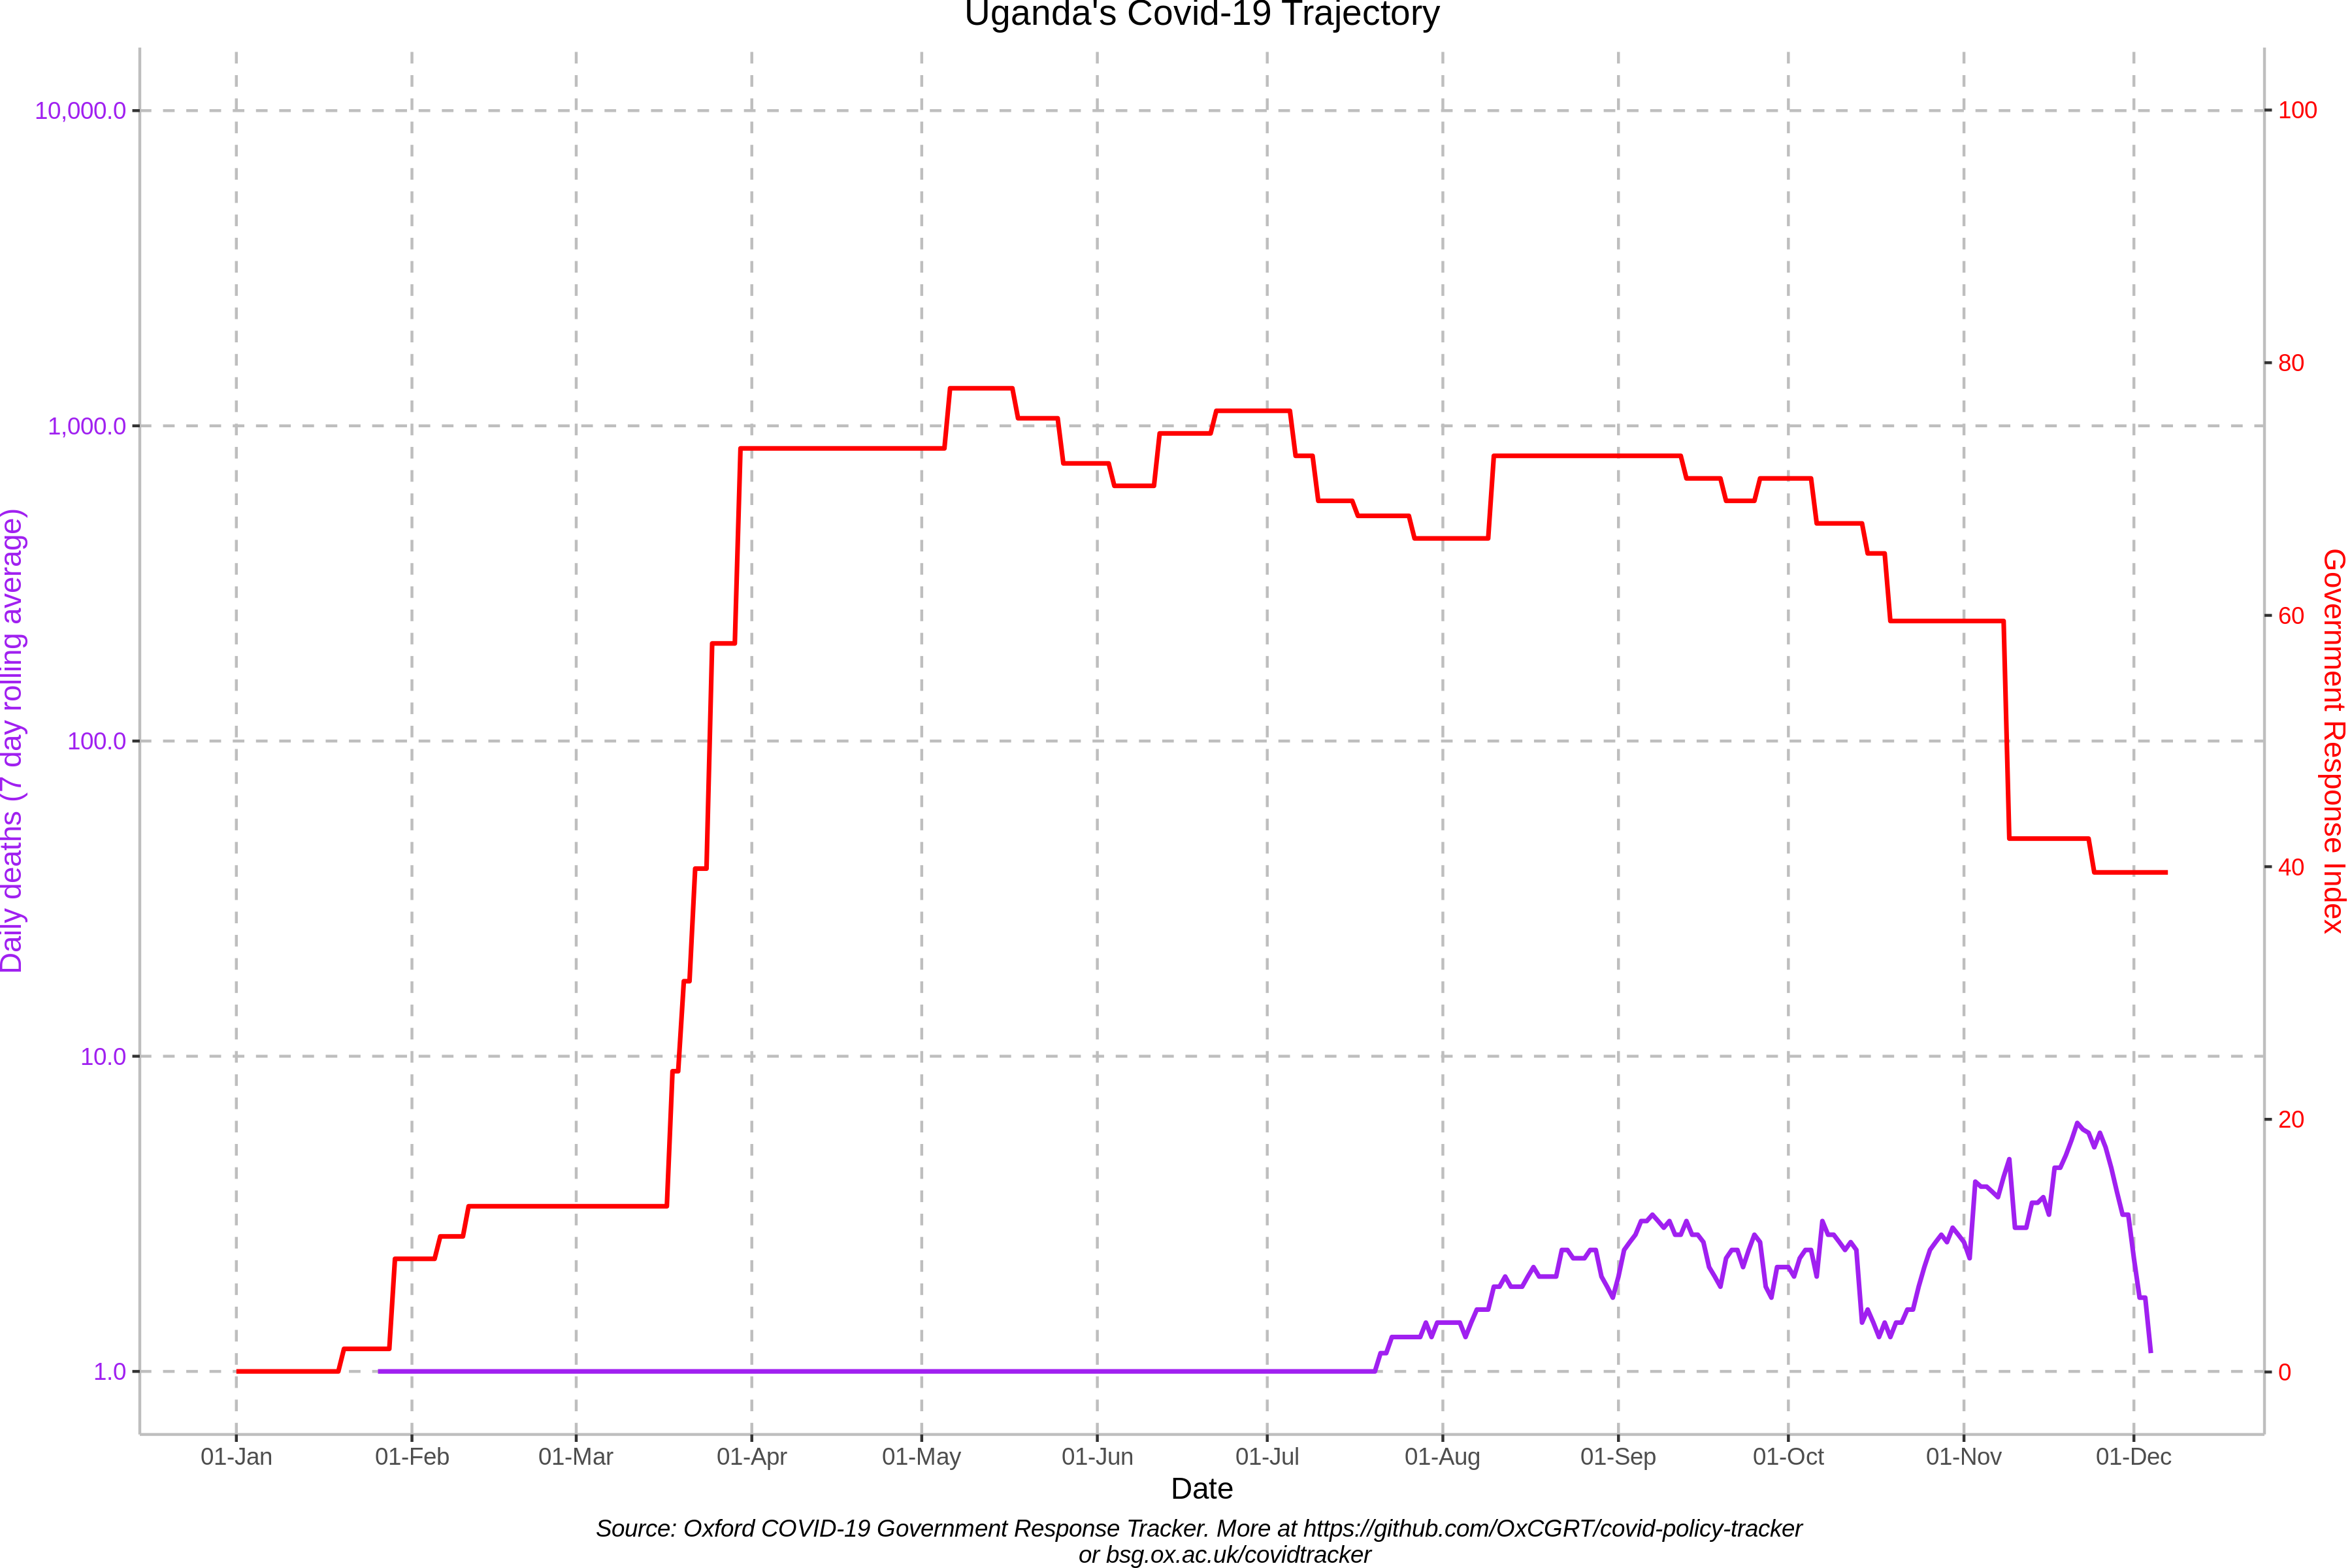 Uganda's Covid-19 Trajectory
10,000.0
1,000.0
100.0
10.0
1.0
Daily deaths (7 day rolling average)
100
80
60
40
20
0
Government Response Index
01-Jan 01-Feb 01-Mar 01-Apr 01-May 01-Jun 01-Jul 01-Aug 01-Sep 01-Oct 01-Nov 01-Dec
Date
Source: Oxford COVID-19 Government Response Tracker. More at https://github.com/OxCGRT/covid-policy-tracker
or bsg.ox.ac.uk/covidtracker